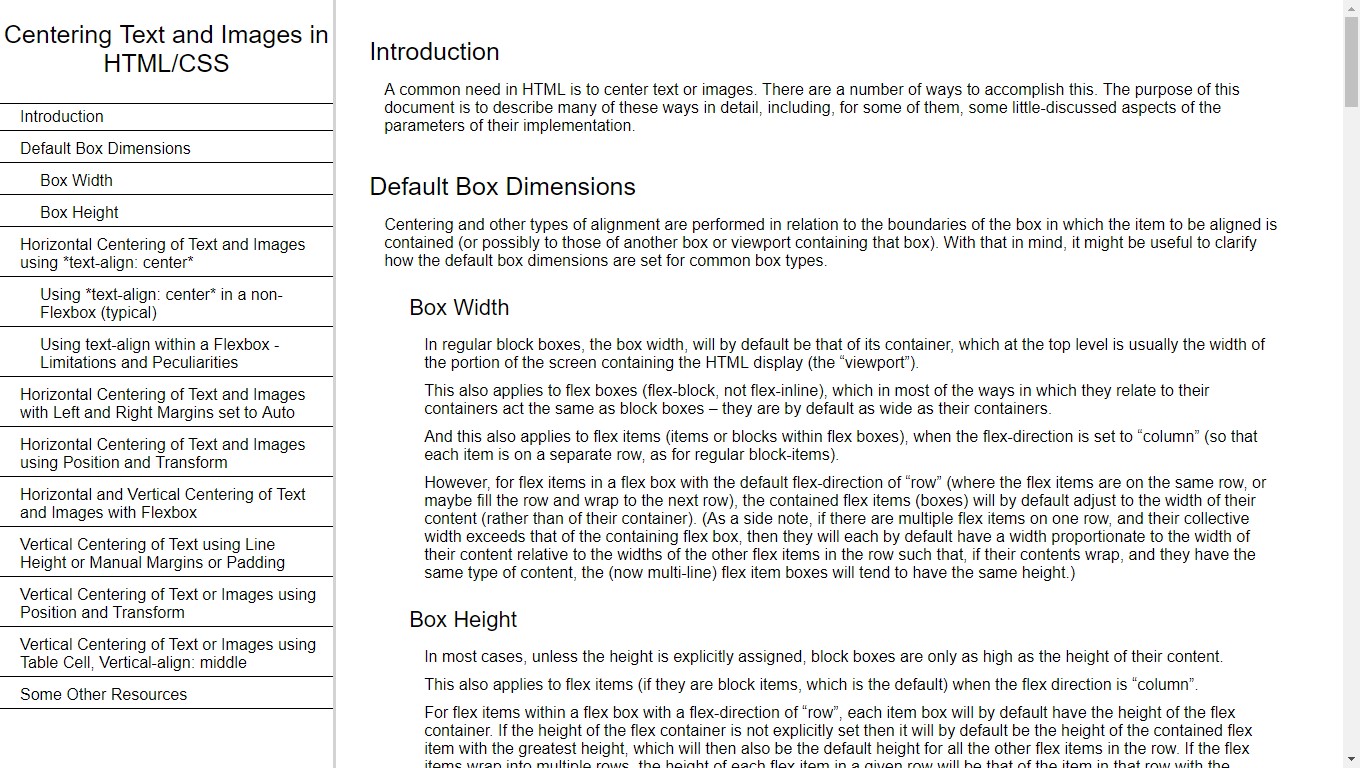 Centering Text and Images in
HTML/CSS
Introduction
Default Box Dimensions
Box Width
Box Height
Horizontal Centering of Text and Images
using *text-align: center*
Using *text-align: center* in a non-
Flexbox (typical)
Using text-align within a Flexbox -
Limitations and Peculiarities
Horizontal Centering of Text and Images
with Left and Right Margins set to Auto
Horizontal Centering of Text and Images
using Position and Transform
Horizontal and Vertical Centering of Text
and Images with Flexbox
Vertical Centering of Text using Line
Height or Manual Margins or Padding
Vertical Centering of Text or Images using
Position and Transform
Vertical Centering of Text or Images using
Table Cell, Vertical-align: middle
Some Other Resources
Introduction
A common need in HTML is to center text or images. There are a number of ways to accomplish this. The purpose of this
document is to describe many of these ways in detail, including, for some of them, some little-discussed aspects of the
parameters of their implementation.
Default Box Dimensions
Centering and other types of alignment are performed in relation to the boundaries of the box in which the item to be aligned is
contained (or possibly to those of another box or viewport containing that box). With that in mind, it might be useful to clarify
how the default box dimensions are set for common box types.
Box Width
In regular block boxes, the box width, will by default be that of its container, which at the top level is usually the width of
the portion of the screen containing the HTML display (the “viewport”).
This also applies to flex boxes (flex-block, not flex-inline), which in most of the ways in which they relate to their
containers act the same as block boxes – they are by default as wide as their containers.
And this also applies to flex items (items or blocks within flex boxes), when the flex-direction is set to “column” (so that
each item is on a separate row, as for regular block-items).
However, for flex items in a flex box with the default flex-direction of “row” (where the flex items are on the same row, or
maybe fill the row and wrap to the next row), the contained flex items (boxes) will by default adjust to the width of their
content (rather than of their container). (As a side note, if there are multiple flex items on one row, and their collective
width exceeds that of the containing flex box, then they will each by default have a width proportionate to the width of
their content relative to the widths of the other flex items in the row such that, if their contents wrap, and they have the
same type of content, the (now multi-line) flex item boxes will tend to have the same height.)
Box Height
In most cases, unless the height is explicitly assigned, block boxes are only as high as the height of their content.
This also applies to flex items (if they are block items, which is the default) when the flex direction is “column”.
For flex items within a flex box with a flex-direction of “row”, each item box will by default have the height of the flex
container. If the height of the flex container is not explicitly set then it will by default be the height of the contained flex
item with the greatest height, which will then also be the default height for all the other flex items in the row. If the flex
items wrap into multiple rows, the height of each flex item in a given row will be that of the item in that row with the